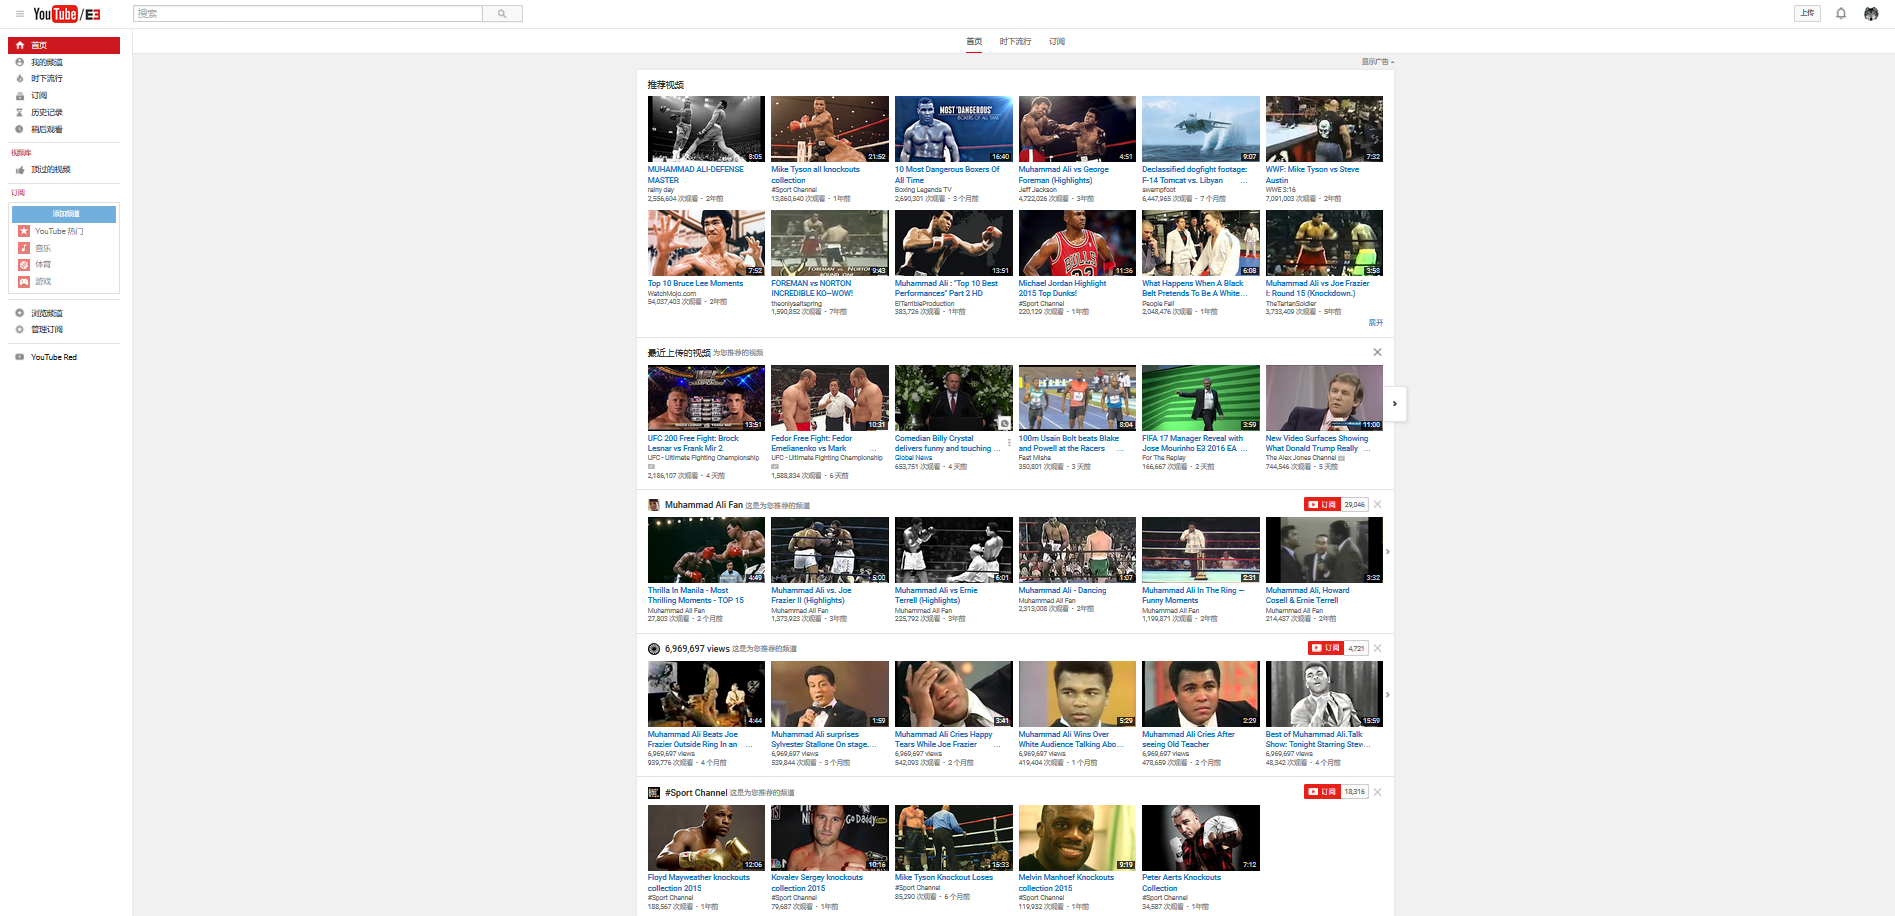 YouTube/E3
搜索
上传
首页
时下流行
订阅
首页
我的频道
时下流行
订阅
历史记录
稍后观看
视频库
顶过的视频
订阅
添加频道
YouTube 热门
音乐
体育
游戏
浏览频道
管理订阅
YouTube Red
显示广告
推荐视频
8:05
MUHAMMAD ALI-DEFENSE
MASTER
rainy day
2,556,604 次观看 • 2年前
21:52
Mike Tyson all knockouts
collection
#Sport Channel
13,860,640 次观看 • 1年前
MOST 'DANGEROUS'
BOXERS OF ALL TIME
16:40
10 Most Dangerous Boxers Of
All Time
Boxing Legends TV
2,690,301 次观看 • 3 个月前
4:51
Muhammad Ali vs George
Foreman (Highlights)
Jeff Jackson
4,722,026 次观看 • 3年前
9:07
Declassified dogfight footage:
F-14 Tomcat vs. Libyan ...
swampfoot
6,447,965 次观看 • 7 个月前
7:32
WWF: Mike Tyson vs Steve
Austin
WWE 3:16
7,091,003 次观看 • 2年前
7:52
Top 10 Bruce Lee Moments
WatchMojo.com
54,037,403 次观看 • 2年前
FOREMAN vs NORTON
9:43
FOREMAN vs NORTON
INCREDIBLE KO--WOW!
theonlysaltspring
1,590,852 次观看 • 7年前
13:51
Muhammad Ali : "Top 10 Best
Performances" Part 2 HD
ElTerribleProduction
383,726 次观看 • 1年前
BULLS
11:36
Michael Jordan Highlight
2015 Top Dunks!
#Sport Channel
220,129 次观看 • 1年前
6:08
What Happens When A Black
Belt Pretends To Be A White...
People Fail
2,048,476 次观看 • 1年前
3:58
Muhammad Ali vs Joe Frazier
I: Round 15 (Knockdown.)
TheTartanSoldier
3,733,409 次观看 • 5年前
展开
最近上传的视频 为您推荐的视频
13:51
UFC 200 Free Fight: Brock
Lesnar vs Frank Mir 2
UFC - Ultimate Fighting Championship
2,186,107 次观看 • 4 天前
10:31
Fedor Free Fight: Fedor
Emelianenko vs Mark ...
UFC - Ultimate Fighting Championship
1,588,834 次观看 • 6 天前
Comedian Billy Crystal
delivers funny and touching ...
Global News
653,751 次观看 • 4 天前
8:04
100m Usain Bolt beats Blake
and Powell at the Racers ...
Fast Misha
350,801 次观看 • 3 天前
3:59
FIFA 17 Manager Reveal with
Jose Mourinho E3 2016 EA ...
For The Replay
166,667 次观看 • 2 天前
11:00
New Video Surfaces Showing
What Donald Trump Really ...
The Alex Jones Channel
744,546 次观看 • 5 天前
Muhammad Ali Fan 这是为您推荐的频道
订阅 29,046
4:49
Thrilla In Manila - Most
Thrilling Moments - TOP 15
Muhammad Ali Fan
27,803 次观看 • 2 个月前
5:00
Muhammad Ali vs. Joe
Frazier II (Highlights)
Muhammad Ali Fan
1,373,923 次观看 • 3年前
6:01
Muhammad Ali vs Ernie
Terrell (Highlights)
Muhammad Ali Fan
225,792 次观看 • 3年前
1:07
Muhammad Ali - Dancing
Muhammad Ali Fan
2,313,008 次观看 • 2年前
2:31
Muhammad Ali In The Ring —
Funny Moments
Muhammad Ali Fan
1,199,871 次观看 • 2年前
3:32
Muhammad Ali, Howard
Cosell & Ernie Terrell
Muhammad Ali Fan
214,437 次观看 • 2年前
6,969,697 views 这是为您推荐的频道
订阅 4,721
4:44
Muhammad Ali Beats Joe
Frazier Outside Ring In an ...
6,969,697 views
939,776 次观看 • 4 个月前
1:59
Muhammad Ali surprises
Sylvester Stallone On stage....
6,969,697 views
539,844 次观看 • 3 个月前
3:41
Muhammad Ali Cries Happy
Tears While Joe Frazier ...
6,969,697 views
542,093 次观看 • 2 个月前
5:29
Muhammad Ali Wins Over
White Audience Talking Abo...
6,969,697 views
419,404 次观看 • 1 个月前
2:29
Muhammad Ali Cries After
seeing Old Teacher
6,969,697 views
478,659 次观看 • 2 个月前
15:59
Best of Muhammad Ali.Talk
Show: Tonight Starring Stev...
6,969,697 views
48,342 次观看 • 4 个月前
#Sport Channel 这是为您推荐的频道
订阅 18,316
12:06
Floyd Mayweather knockouts
collection 2015
#Sport Channel
188,567 次观看 • 1年前
Go Daddy
10:16
Kovalev Sergey knockouts
collection 2015
#Sport Channel
79,687 次观看 • 1年前
15:33
Mike Tyson Knockout Loses
#Sport Channel
85,290 次观看 • 6 个月前
9:19
Melvin Manhoef Knockouts
collection 2015
#Sport Channel
119,932 次观看 • 1年前
7:12
Peter Aerts Knockouts
Collection
#Sport Channel
34,587 次观看 • 1年前